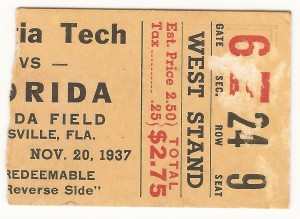 ria Tech
VS —
ORIDA
DA FIELD
SVILLE, FLA.
NOV. 20, 1937
REDEEMABLE
Reverse Side"
Est. Price 2.50
Tax ... .25
TOTAL
$2.75
WEST STAND
GATE SEC. ROW SEAT
6 24 9